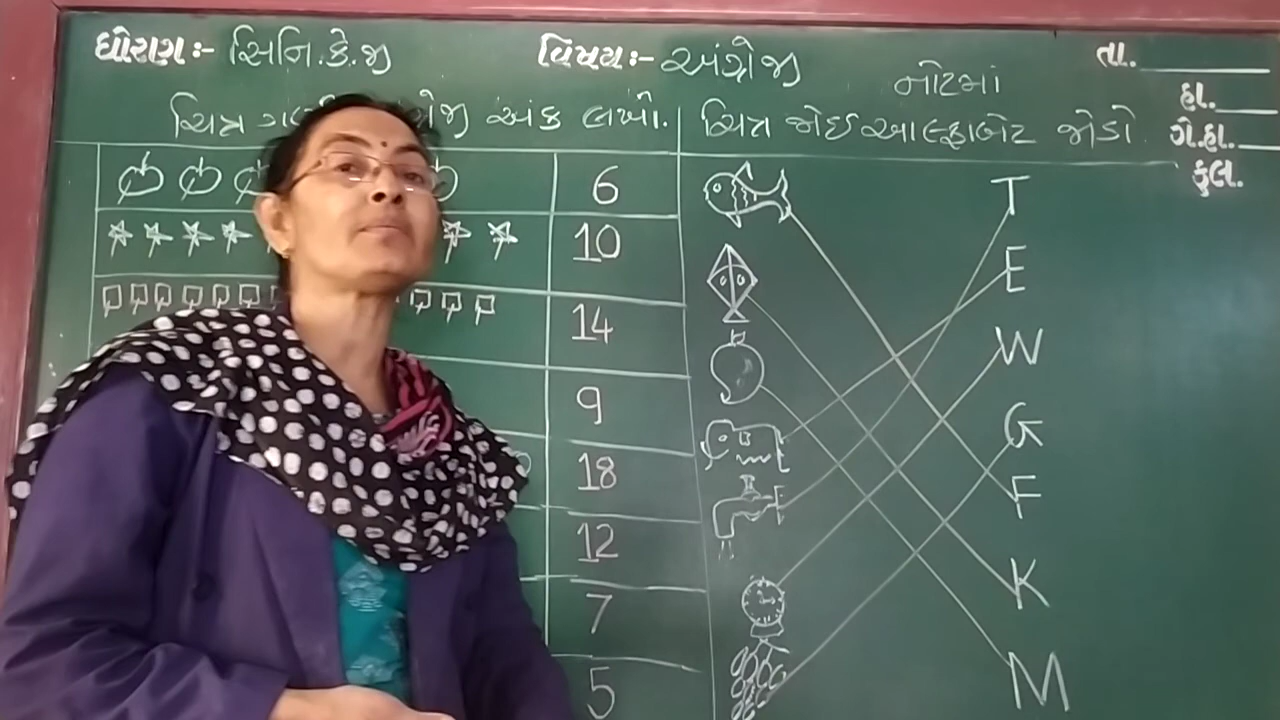 ધોરણ:- સિનિ.કે.જી
વિષય:- અંગ્રેજી
તા.
નોટમાં
હા.
ગે.હા.
કુલ.
ચિત્ર અંક લખો.
ચિત્ર જોઈ આલ્ફાબેટ જોડો.
6
10
14
9
18
12
7
5
T
E
W
G
F
K
M